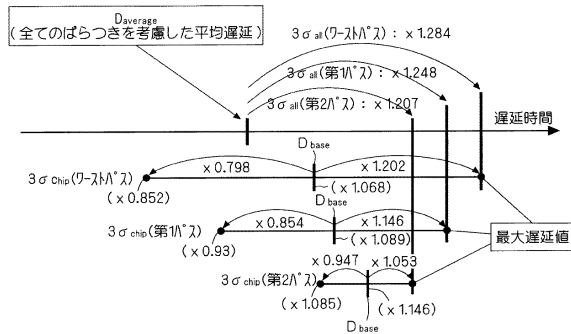 Daverage
(全てのばらつきを考慮した平均遅延)
3σall(ワーストパス) : x 1.284
3σall(第1パス) : x 1.248
3σall(第2パス) : x 1.207
遅延時間
Dbase
x 0.798
x 1.202
3σchip(ワーストパス)
(x 0.852)
(x 1.068)
Dbase
x 0.854
x 1.146
3σchip(第1パス)
(x 0.93)
(x 1.089)
最大遅延値
x 0.947
x 1.053
3σchip(第2パス)
(x 1.085)
(x 1.146)
Dbase